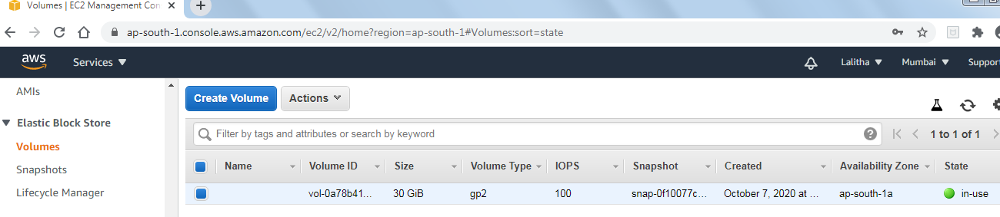 Volumes | EC2 Management Con
ap-south-1.console.aws.amazon.com/ec2/v2/home?region=ap-south-1#Volumes:sort=state
aws Services Lalitha Mumbai Support
AMIs
Elastic Block Store
Volumes
Snapshots
Lifecycle Manager
Create Volume Actions
Filter by tags and attributes or search by keyword ? 1 to 1 of 1
Name Volume ID Size Volume Type IOPS Snapshot Created Availability Zone State
vol-0a78b41... 30 GiB gp2 100 snap-0f10077c... October 7, 2020 at ... ap-south-1a in-use